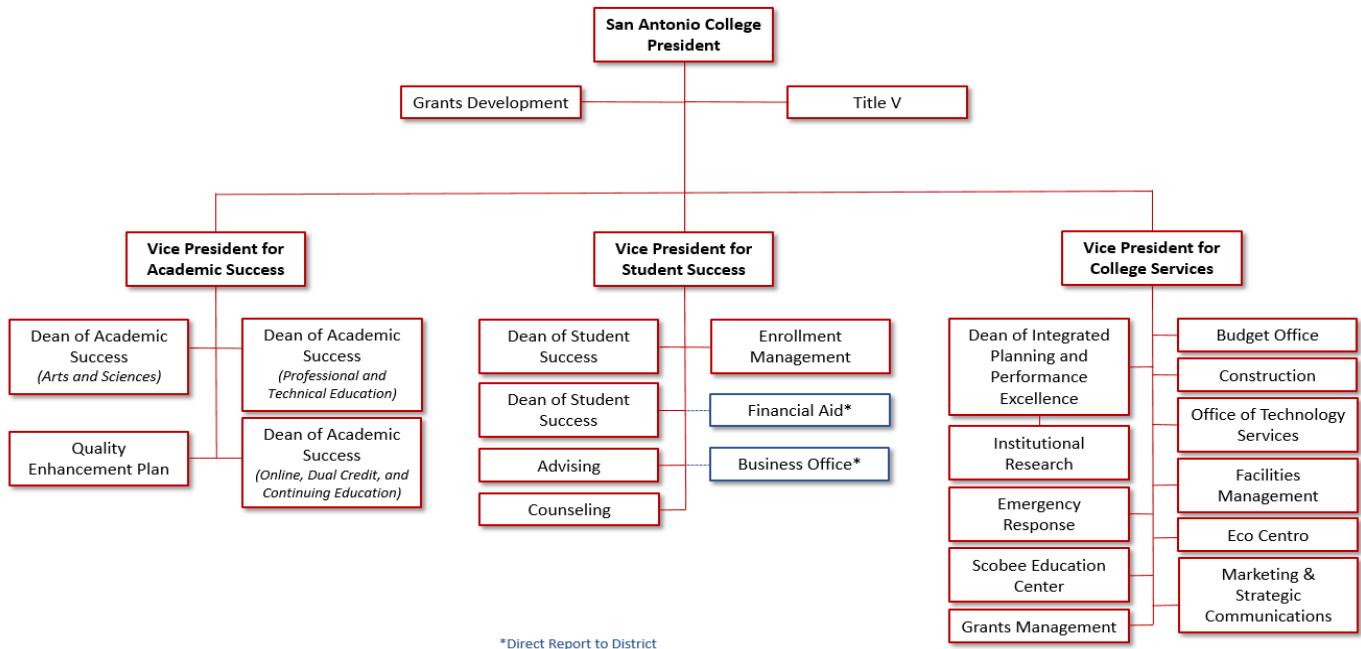 San Antonio College
President
Grants Development
Title V
Vice President for
Academic Success
Vice President for
Student Success
Vice President for
College Services
Dean of Academic
Success
(Arts and Sciences)
Dean of Academic
Success
(Professional and
Technical Education)
Quality
Enhancement Plan
Dean of Academic
Success
(Online, Dual Credit, and
Continuing Education)
Dean of Student
Success
Enrollment
Management
Dean of Student
Success
Financial Aid*
Advising
Business Office*
Counseling
Dean of Integrated
Planning and
Performance
Excellence
Institutional
Research
Emergency
Response
Scobee Education
Center
Grants Management
Budget Office
Construction
Office of Technology
Services
Facilities
Management
Eco Centro
Marketing &
Strategic
Communications
*Direct Report to District